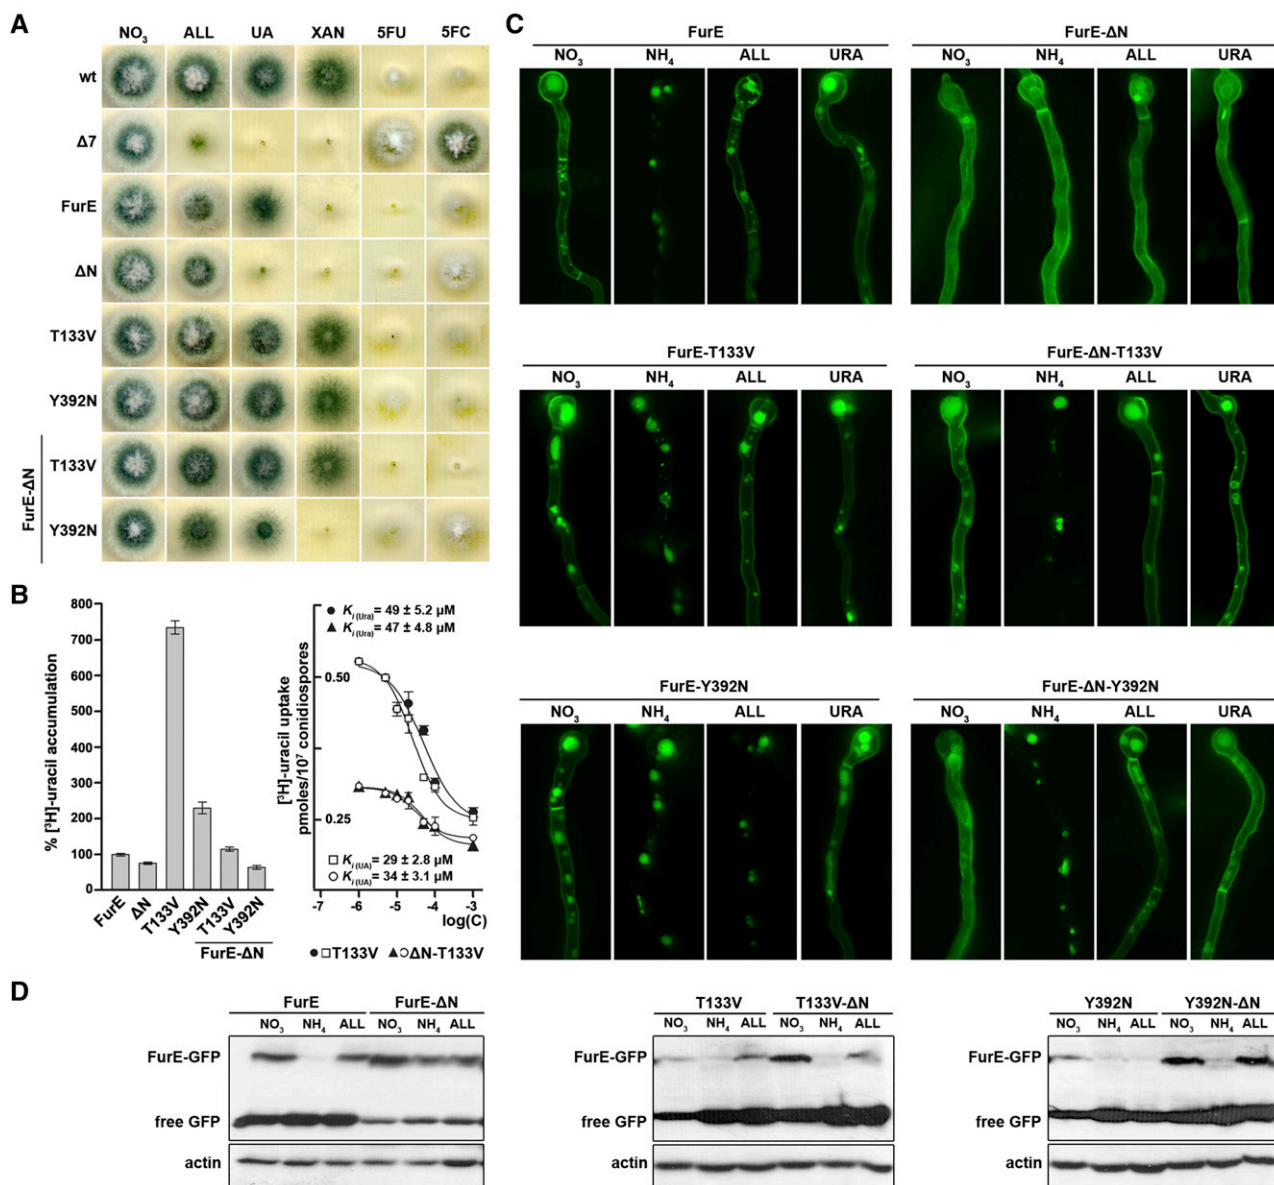 A
NO3 ALL UA XAN 5FU 5FC
wt
Δ7
FurE
ΔN
T133V
Y392N
FurE-ΔN
T133V
Y392N
B
% [³H]-uracil accumulation
800
700
600
500
400
300
200
100
0
FurE ΔN T133V Y392N T133V Y392N
FurE-ΔN
[³H]-uracil uptake
pmoles/10⁷ conidiospores
● Ki (Ura)= 49 ± 5.2 μM
▲ Ki (Ura)= 47 ± 4.8 μM
0.50
0.25
□ Ki (UA)= 29 ± 2.8 μM
○ Ki (UA)= 34 ± 3.1 μM
-7 -6 -5 -4 -3
log(C)
●□T133V ▲○ΔN-T133V
C
FurE
NO3 NH4 ALL URA
FurE-ΔN
NO3 NH4 ALL URA
FurE-T133V
NO3 NH4 ALL URA
FurE-ΔN-T133V
NO3 NH4 ALL URA
FurE-Y392N
NO3 NH4 ALL URA
FurE-ΔN-Y392N
NO3 NH4 ALL URA
D
FurE FurE-ΔN
NO3 NH4 ALL NO3 NH4 ALL
FurE-GFP
free GFP
actin
T133V T133V-ΔN
NO3 NH4 ALL NO3 NH4 ALL
FurE-GFP
free GFP
actin
Y392N Y392N-ΔN
NO3 NH4 ALL NO3 NH4 ALL
FurE-GFP
free GFP
actin